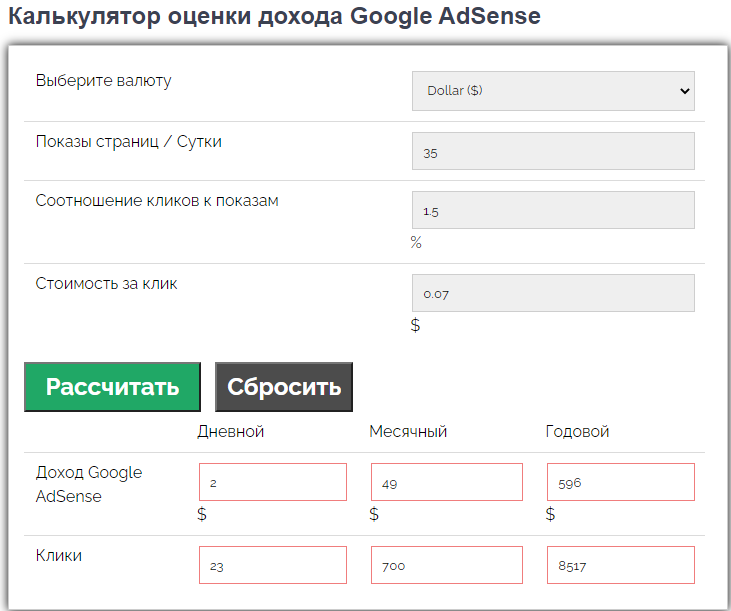 Калькулятор оценки дохода Google AdSense
Выберите валюту
Dollar ($)
Показы страниц / Сутки
35
Соотношение кликов к показам
1.5
%
Стоимость за клик
0.07
$
Рассчитать Сбросить
Дневной Месячный Годовой
Доход Google
AdSense
2 49 596
$ $ $
Клики 23 700 8517